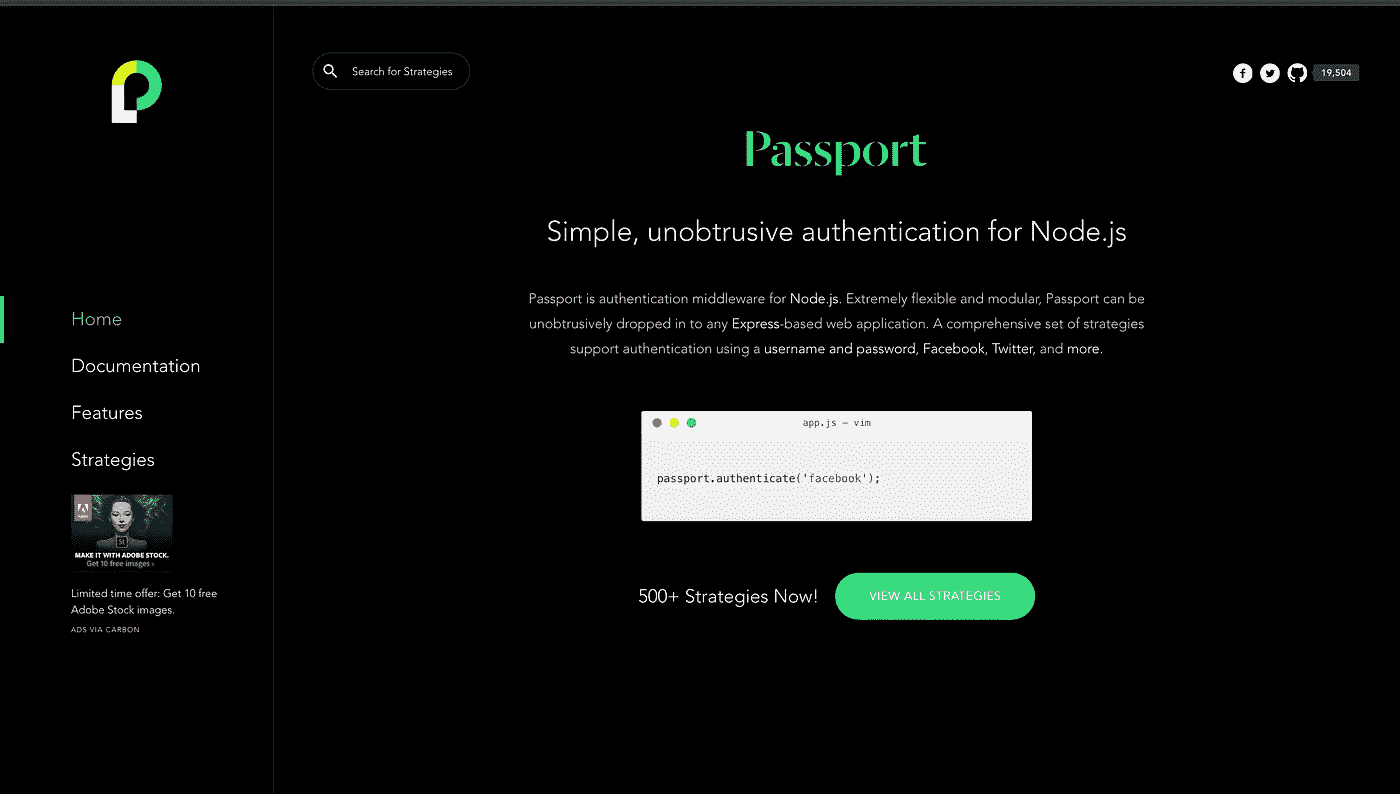 Search for Strategies
19,504
Passport
Simple, unobtrusive authentication for Node.js
Passport is authentication middleware for Node.js. Extremely flexible and modular, Passport can be
unobtrusively dropped in to any Express-based web application. A comprehensive set of strategies
support authentication using a username and password, Facebook, Twitter, and more.
app.js — vim
passport.authenticate('facebook');
500+ Strategies Now!
VIEW ALL STRATEGIES
Home
Documentation
Features
Strategies
St
MAKE IT WITH ADOBE STOCK.
Get 10 free images ›
Limited time offer: Get 10 free
Adobe Stock images.
ADS VIA CARBON